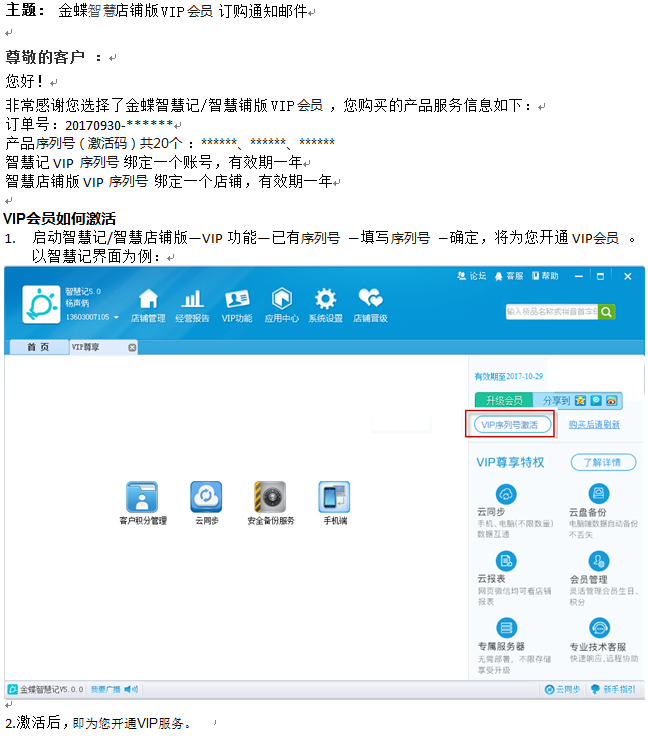 主题： 金蝶智慧店铺版VIP会员 订购通知邮件
尊敬的客户 ：
您好！
非常感谢您选择了金蝶智慧记/智慧铺版VIP会员 ，您购买的产品服务信息如下：
订单号：20170930-******
产品序列号（激活码）共20个 ：******、******、******
智慧记VIP 序列号 绑定一个账号，有效期一年
智慧店铺版VIP 序列号 绑定一个店铺，有效期一年
VIP会员如何激活
1. 启动智慧记/智慧店铺版—VIP 功能—已有序列号 —填写序列号 —确定，将为您开通VIP会员 。
以智慧记界面为例：
智慧记5.0
杨声炳
13603007105
论坛 客服 帮助
店铺管理 经营报告 VIP功能 应用中心 系统设置 店铺晋级
输入货品名称或拼音首字母
首 页 VIP尊享
有效期至2017-10-29
升级会员 分享到
VIP序列号激活 购买后请刷新
VIP尊享特权 了解详情
客户积分管理 云同步 安全备份服务 手机端
云同步
手机、电脑(不限数量)
数据互通
云盘备份
电脑端数据自动备份
不丢失
云报表
网页微信均可看店铺
报表
会员管理
灵活管理会员生日、
积分
专属服务器
无需部署，不限存储
享受升级
专业技术客服
快速响应,远程协助
金蝶智慧记V5.0.0 我要广播 云同步 新手指引
2.激活后，即为您开通VIP服务。